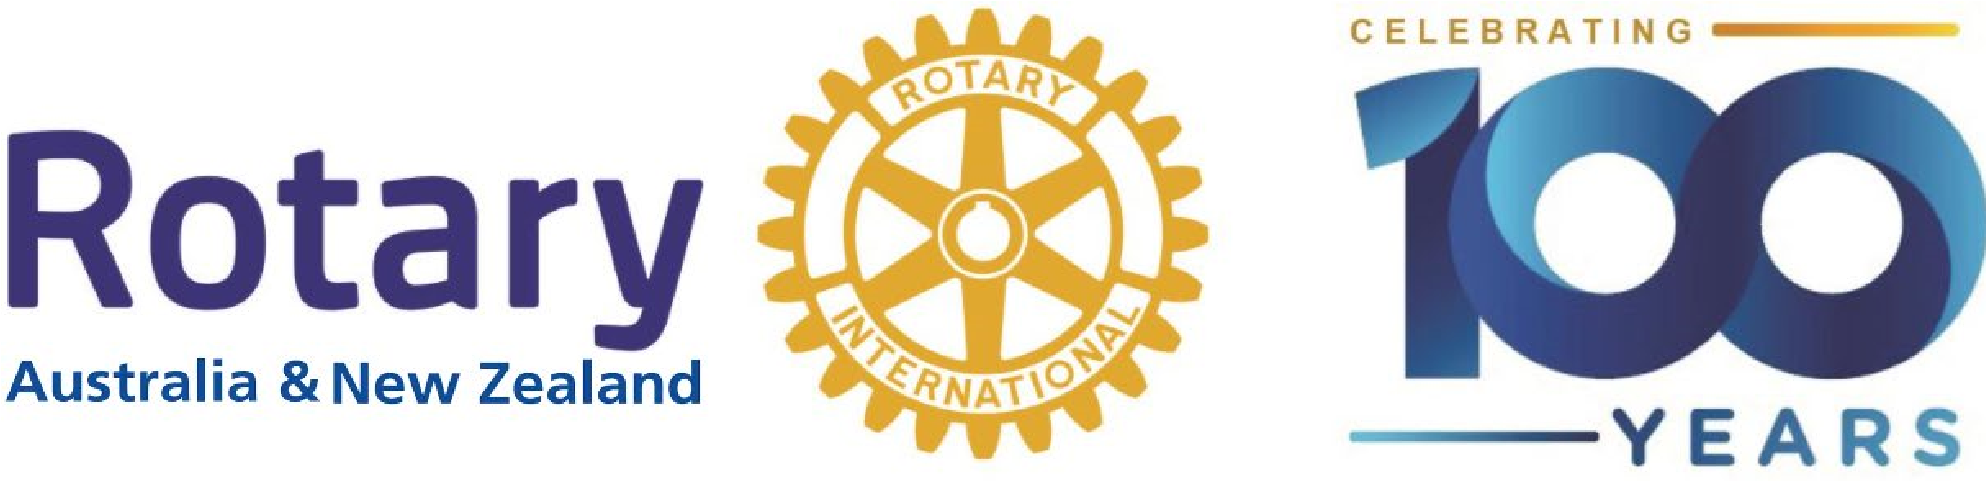 Rotary
Australia & New Zealand
ROTARY
INTERNATIONAL
CELEBRATING
100
YEARS